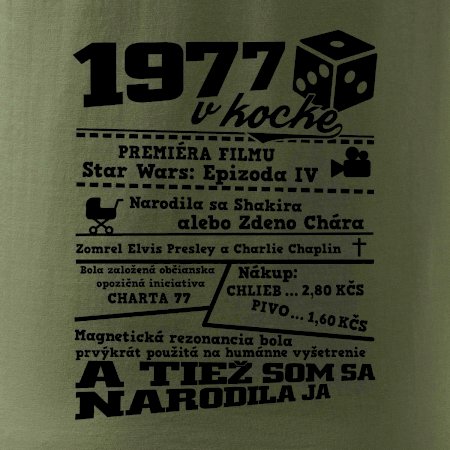 1977
v kocke
PREMIÉRA FILMU
Star Wars: Epizoda IV
Narodila sa Shakira
alebo Zdeno Chára
Zomrel Elvis Presley a Charlie Chaplin
Bola založená občianska
opozičná iniciativa
CHARTA 77
Nákup:
CHLIEB ... 2,80 KČS
PIVO ... 1,60 KČS
Magnetická rezonancia bola
prvýkrát použitá na humánne vyšetrenie
A TIEŽ SOM SA
NARODILA JA